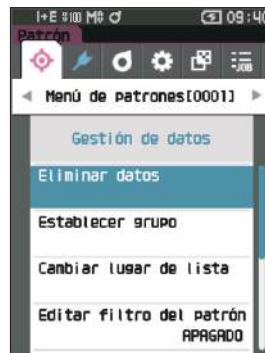 I+E M 09:40
Patrón
JOB
Menú de patrones[0001]
Gestión de datos
Eliminar datos
Establecer grupo
Cambiar lugar de lista
Editar filtro del patrón
APAGADO